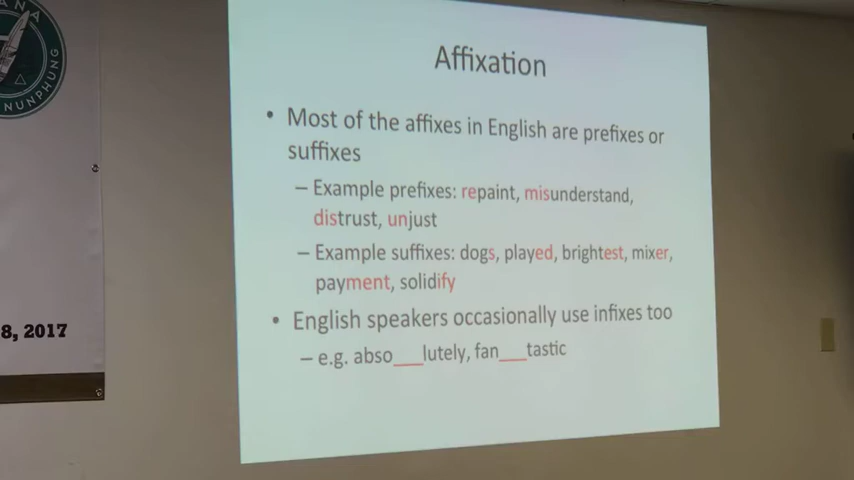 ANA
NUNPHUNG
8, 2017
Affixation
• Most of the affixes in English are prefixes or
suffixes
– Example prefixes: repaint, misunderstand,
distrust, unjust
– Example suffixes: dogs, played, brightest, mixer,
payment, solidify
• English speakers occasionally use infixes too
– e.g. abso___lutely, fan___tastic